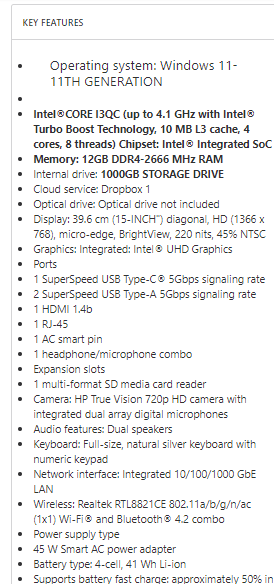 KEY FEATURES
• Operating system: Windows 11-
11TH GENERATION
•
• Intel®CORE I3QC (up to 4.1 GHz with Intel®
Turbo Boost Technology, 10 MB L3 cache, 4
cores, 8 threads) Chipset: Intel® Integrated SoC
• Memory: 12GB DDR4-2666 MHz RAM
• Internal drive: 1000GB STORAGE DRIVE
• Cloud service: Dropbox 1
• Optical drive: Optical drive not included
• Display: 39.6 cm (15-INCH") diagonal, HD (1366 x
768), micro-edge, BrightView, 220 nits, 45% NTSC
• Graphics: Integrated: Intel® UHD Graphics
• Ports
• 1 SuperSpeed USB Type-C® 5Gbps signaling rate
• 2 SuperSpeed USB Type-A 5Gbps signaling rate
• 1 HDMI 1.4b
• 1 RJ-45
• 1 AC smart pin
• 1 headphone/microphone combo
• Expansion slots
• 1 multi-format SD media card reader
• Camera: HP True Vision 720p HD camera with
integrated dual array digital microphones
• Audio features: Dual speakers
• Keyboard: Full-size, natural silver keyboard with
numeric keypad
• Network interface: Integrated 10/100/1000 GbE
LAN
• Wireless: Realtek RTL8821CE 802.11a/b/g/n/ac
(1x1) Wi-Fi® and Bluetooth® 4.2 combo
• Power supply type
• 45 W Smart AC power adapter
• Battery type: 4-cell, 41 Wh Li-ion
• Supports battery fast charge: approximately 50% in